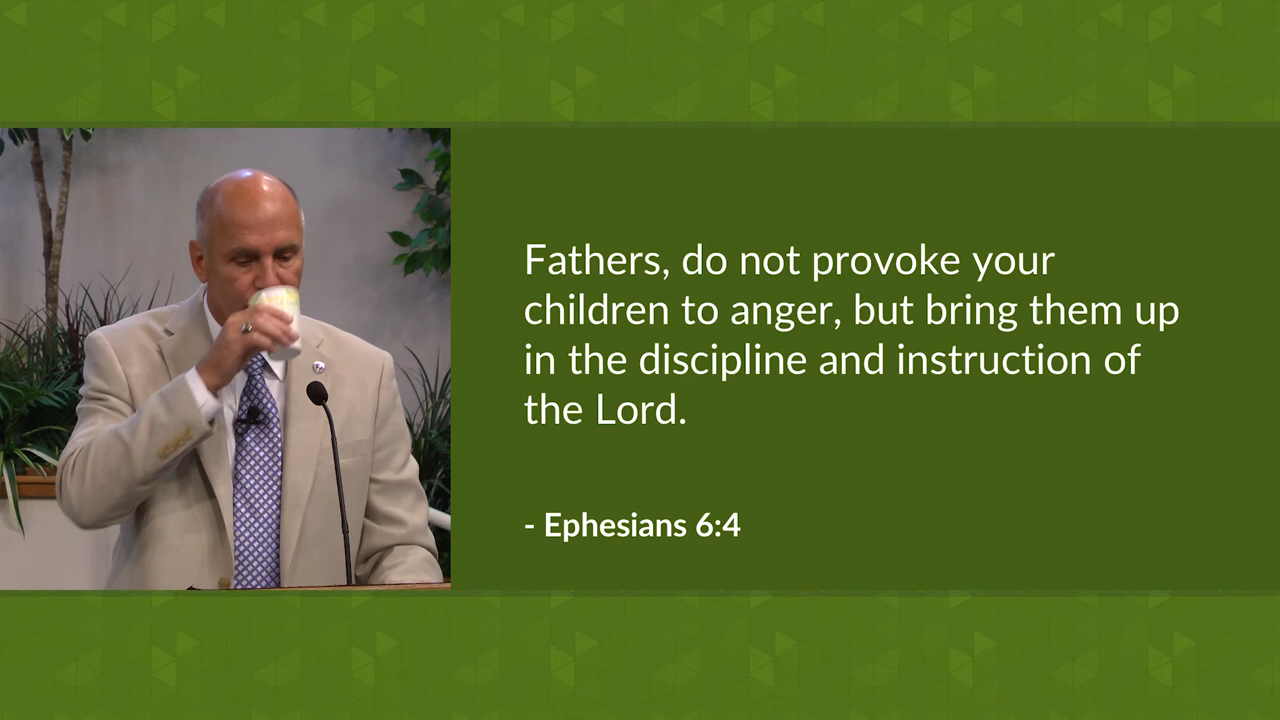 Fathers, do not provoke your
children to anger, but bring them up
in the discipline and instruction of
the Lord.
- Ephesians 6:4